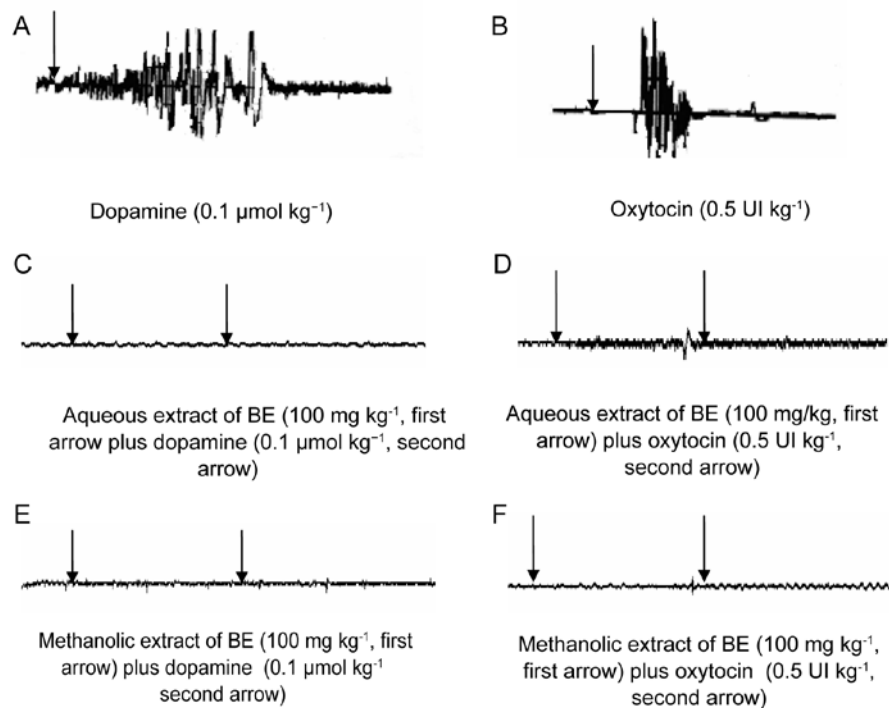 A
B
Dopamine (0.1 µmol kg⁻¹)
Oxytocin (0.5 UI kg⁻¹)
C
D
Aqueous extract of BE (100 mg kg⁻¹, first
arrow plus dopamine (0.1 µmol kg⁻¹, second
arrow)
Aqueous extract of BE (100 mg/kg, first
arrow) plus oxytocin (0.5 UI kg⁻¹,
second arrow)
E
F
Methanolic extract of BE (100 mg kg⁻¹, first
arrow) plus dopamine (0.1 µmol kg⁻¹
second arrow)
Methanolic extract of BE (100 mg kg⁻¹,
first arrow) plus oxytocin (0.5 UI kg⁻¹,
second arrow)